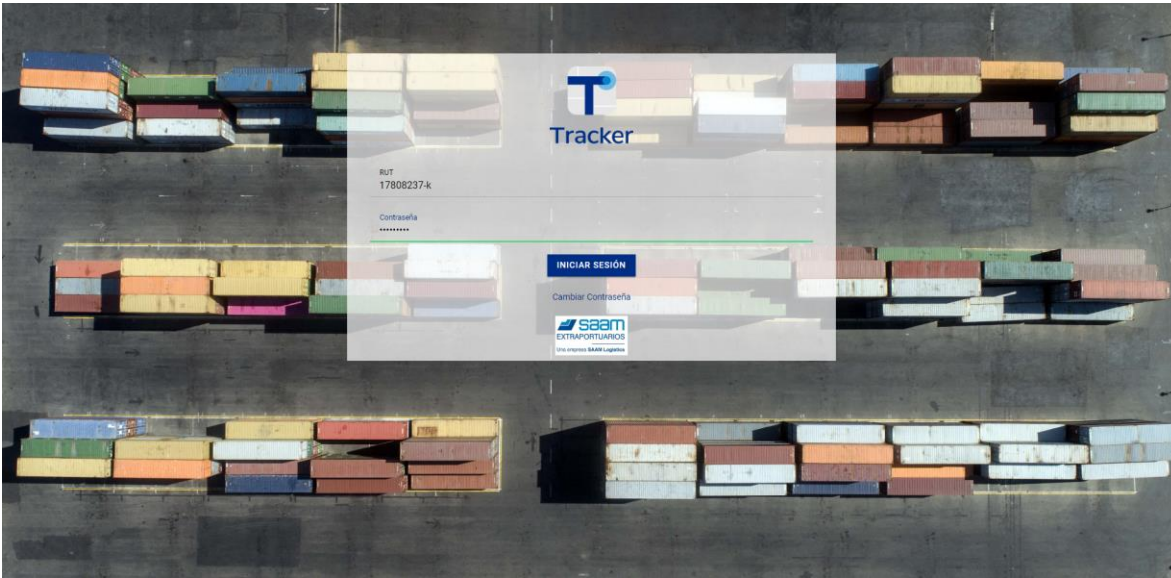 Tracker
RUT
17808237-k
Contraseña
•••••••••
INICIAR SESIÓN
Cambiar Contraseña
saam
EXTRAPORTUARIOS
Una empresa SAAM Logistics